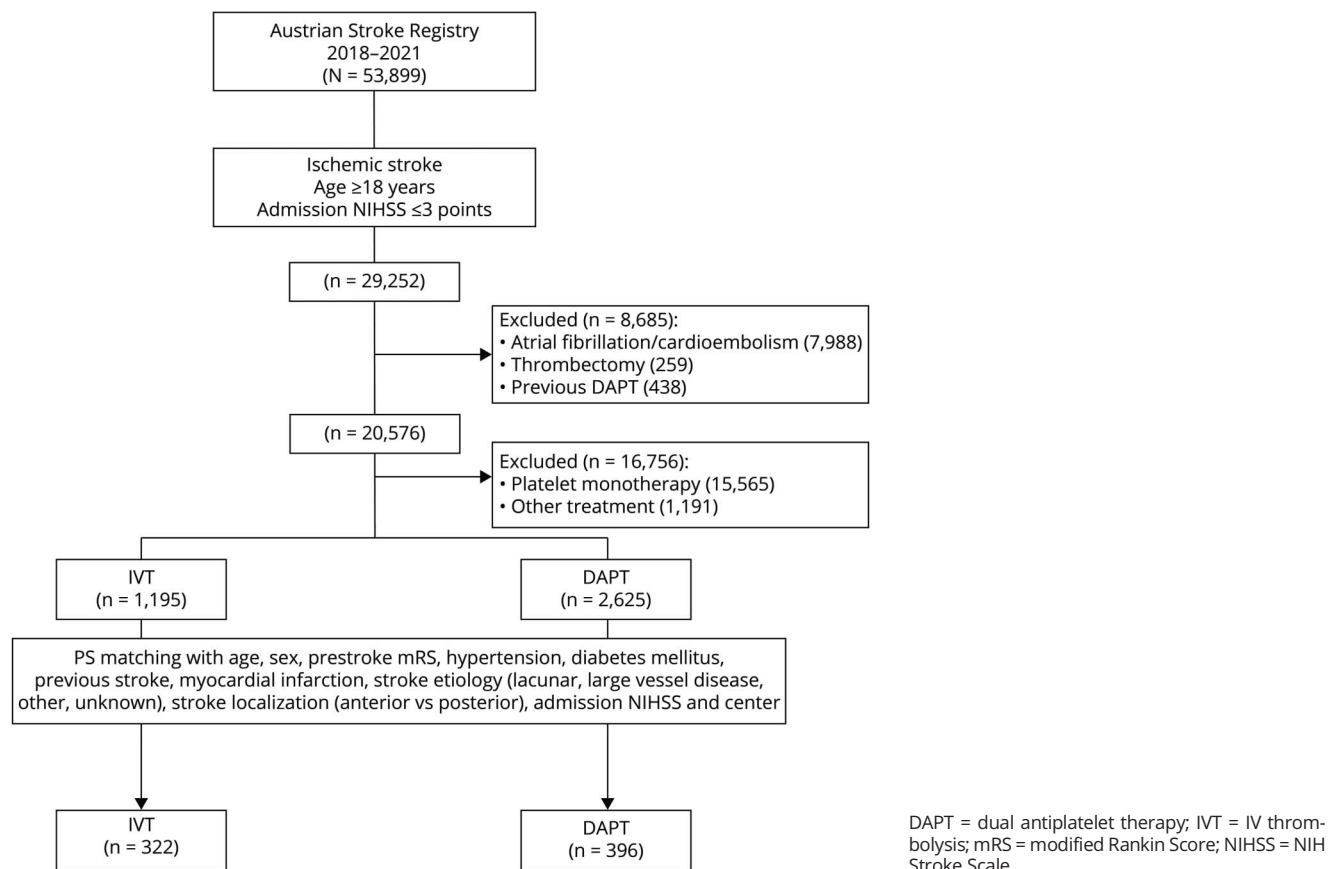 Austrian Stroke Registry
2018–2021
(N = 53,899)
Ischemic stroke
Age ≥18 years
Admission NIHSS ≤3 points
(n = 29,252)
Excluded (n = 8,685):
• Atrial fibrillation/cardioembolism (7,988)
• Thrombectomy (259)
• Previous DAPT (438)
(n = 20,576)
Excluded (n = 16,756):
• Platelet monotherapy (15,565)
• Other treatment (1,191)
IVT
(n = 1,195)
DAPT
(n = 2,625)
PS matching with age, sex, prestroke mRS, hypertension, diabetes mellitus,
previous stroke, myocardial infarction, stroke etiology (lacunar, large vessel disease,
other, unknown), stroke localization (anterior vs posterior), admission NIHSS and center
IVT
(n = 322)
DAPT
(n = 396)
DAPT = dual antiplatelet therapy; IVT = IV throm-
bolysis; mRS = modified Rankin Score; NIHSS = NIH
Stroke Scale